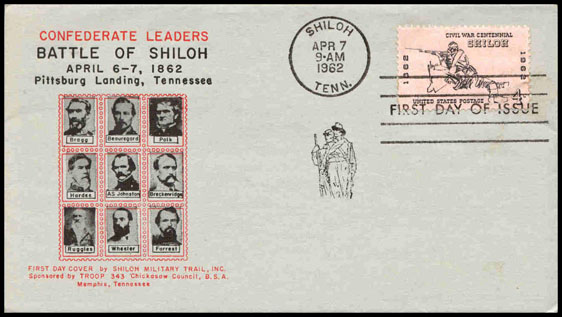 CONFEDERATE LEADERS
BATTLE OF SHILOH
APRIL 6-7, 1862
Pittsburg Landing, Tennessee
Bragg
Beauregard
Polk
Hardee
AS Johnston
Breckenridge
Ruggles
Wheeler
Forrest
FIRST DAY COVER by SHILOH MILITARY TRAIL, INC.
Sponsored by TROOP 343 Chickasaw Council, B.S.A.
Memphis, Tennessee
SHILOH
APR 7
9-AM
1962
TENN.
CIVIL WAR CENTENNIAL
SHILOH
1862
1962
UNITED STATES POSTAGE
4¢
FIRST DAY OF ISSUE